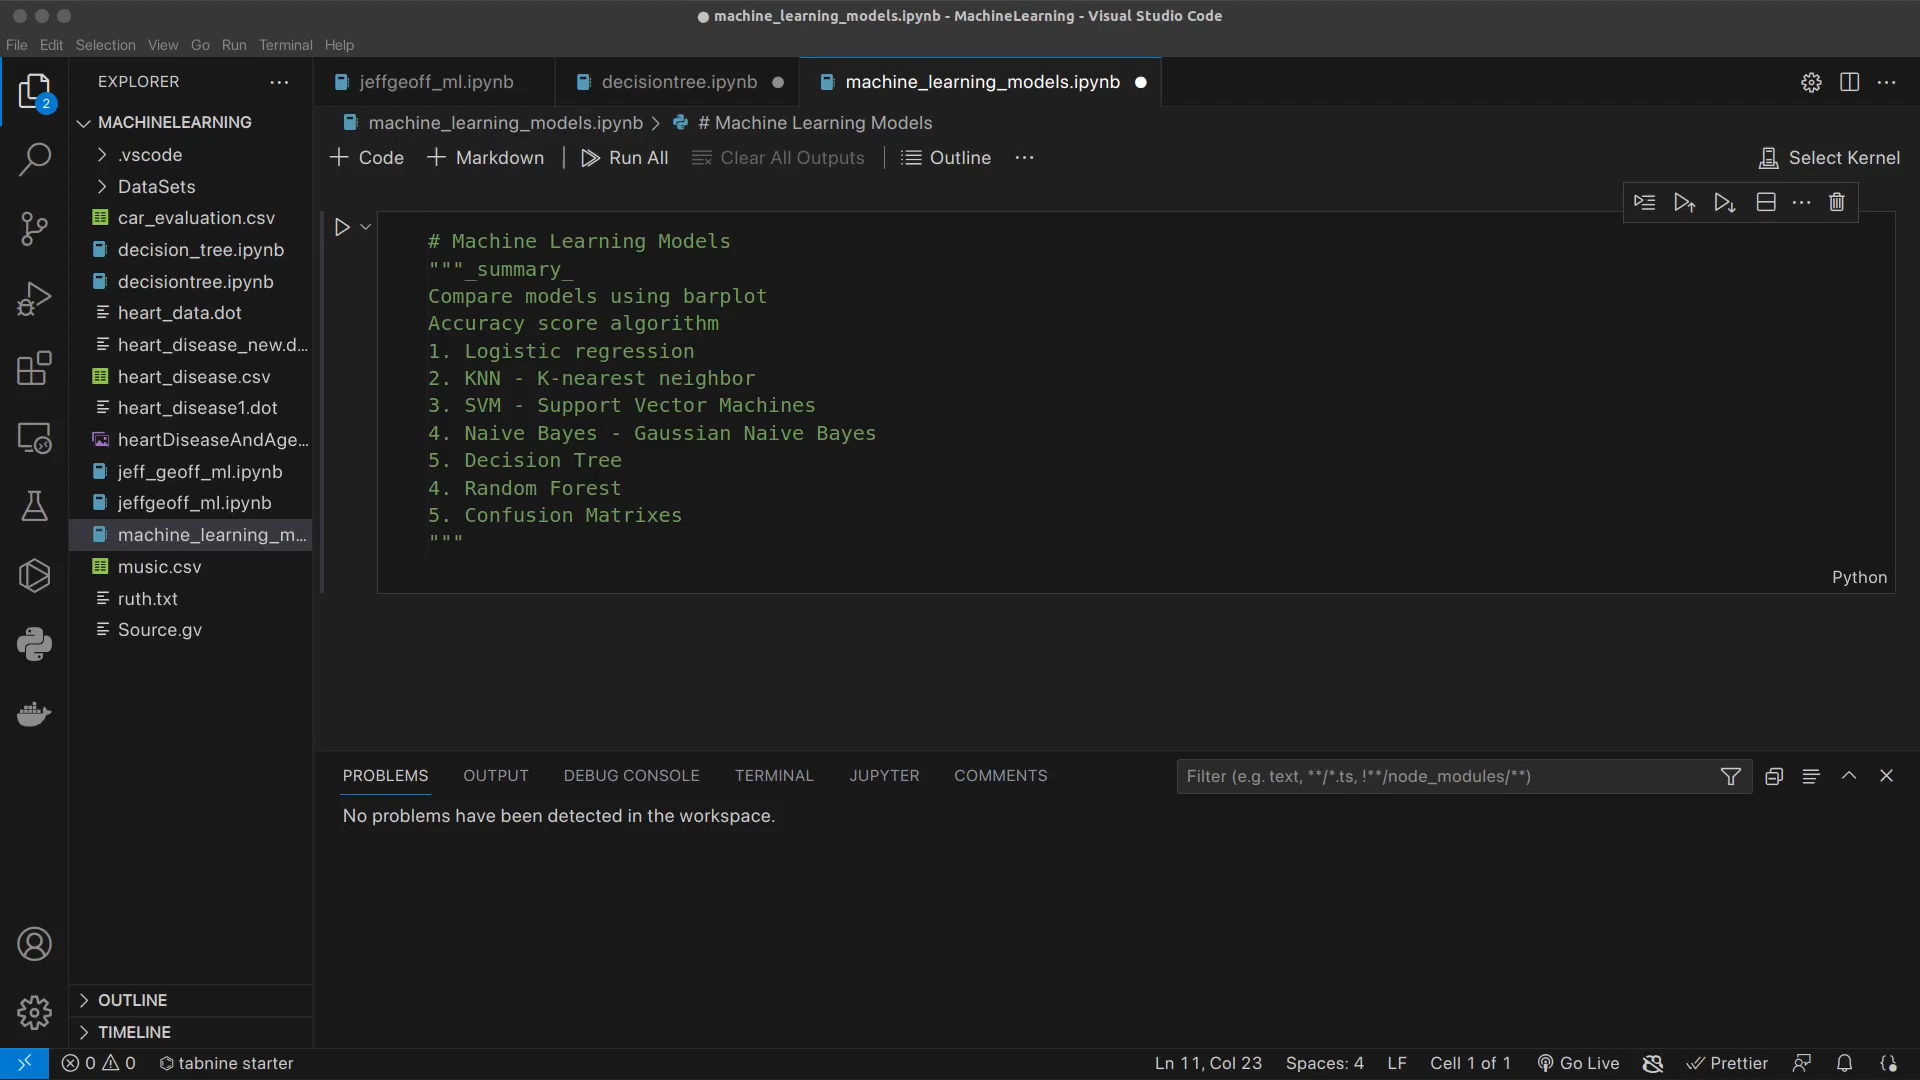 machine_learning_models.ipynb - MachineLearning - Visual Studio Code
File Edit Selection View Go Run Terminal Help
EXPLORER
jeffgeoff_ml.ipynb decisiontree.ipynb machine_learning_models.ipynb
2
MACHINELEARNING
machine_learning_models.ipynb > # Machine Learning Models
.vscode
Code Markdown Run All Clear All Outputs Outline Select Kernel
DataSets
car_evaluation.csv
decision_tree.ipynb
decisiontree.ipynb
heart_data.dot
heart_disease_new.d...
heart_disease.csv
heart_disease1.dot
heartDiseaseAndAge...
jeff_geoff_ml.ipynb
jeffgeoff_ml.ipynb
machine_learning_m...
music.csv
ruth.txt
Source.gv
# Machine Learning Models
"""_summary_
Compare models using barplot
Accuracy score algorithm
1. Logistic regression
2. KNN - K-nearest neighbor
3. SVM - Support Vector Machines
4. Naive Bayes - Gaussian Naive Bayes
5. Decision Tree
4. Random Forest
5. Confusion Matrixes
"""
Python
PROBLEMS OUTPUT DEBUG CONSOLE TERMINAL JUPYTER COMMENTS Filter (e.g. text, **/*.ts, !**/node_modules/**)
No problems have been detected in the workspace.
OUTLINE
TIMELINE
0 0 tabnine starter Ln 11, Col 23 Spaces: 4 LF Cell 1 of 1 Go Live Prettier